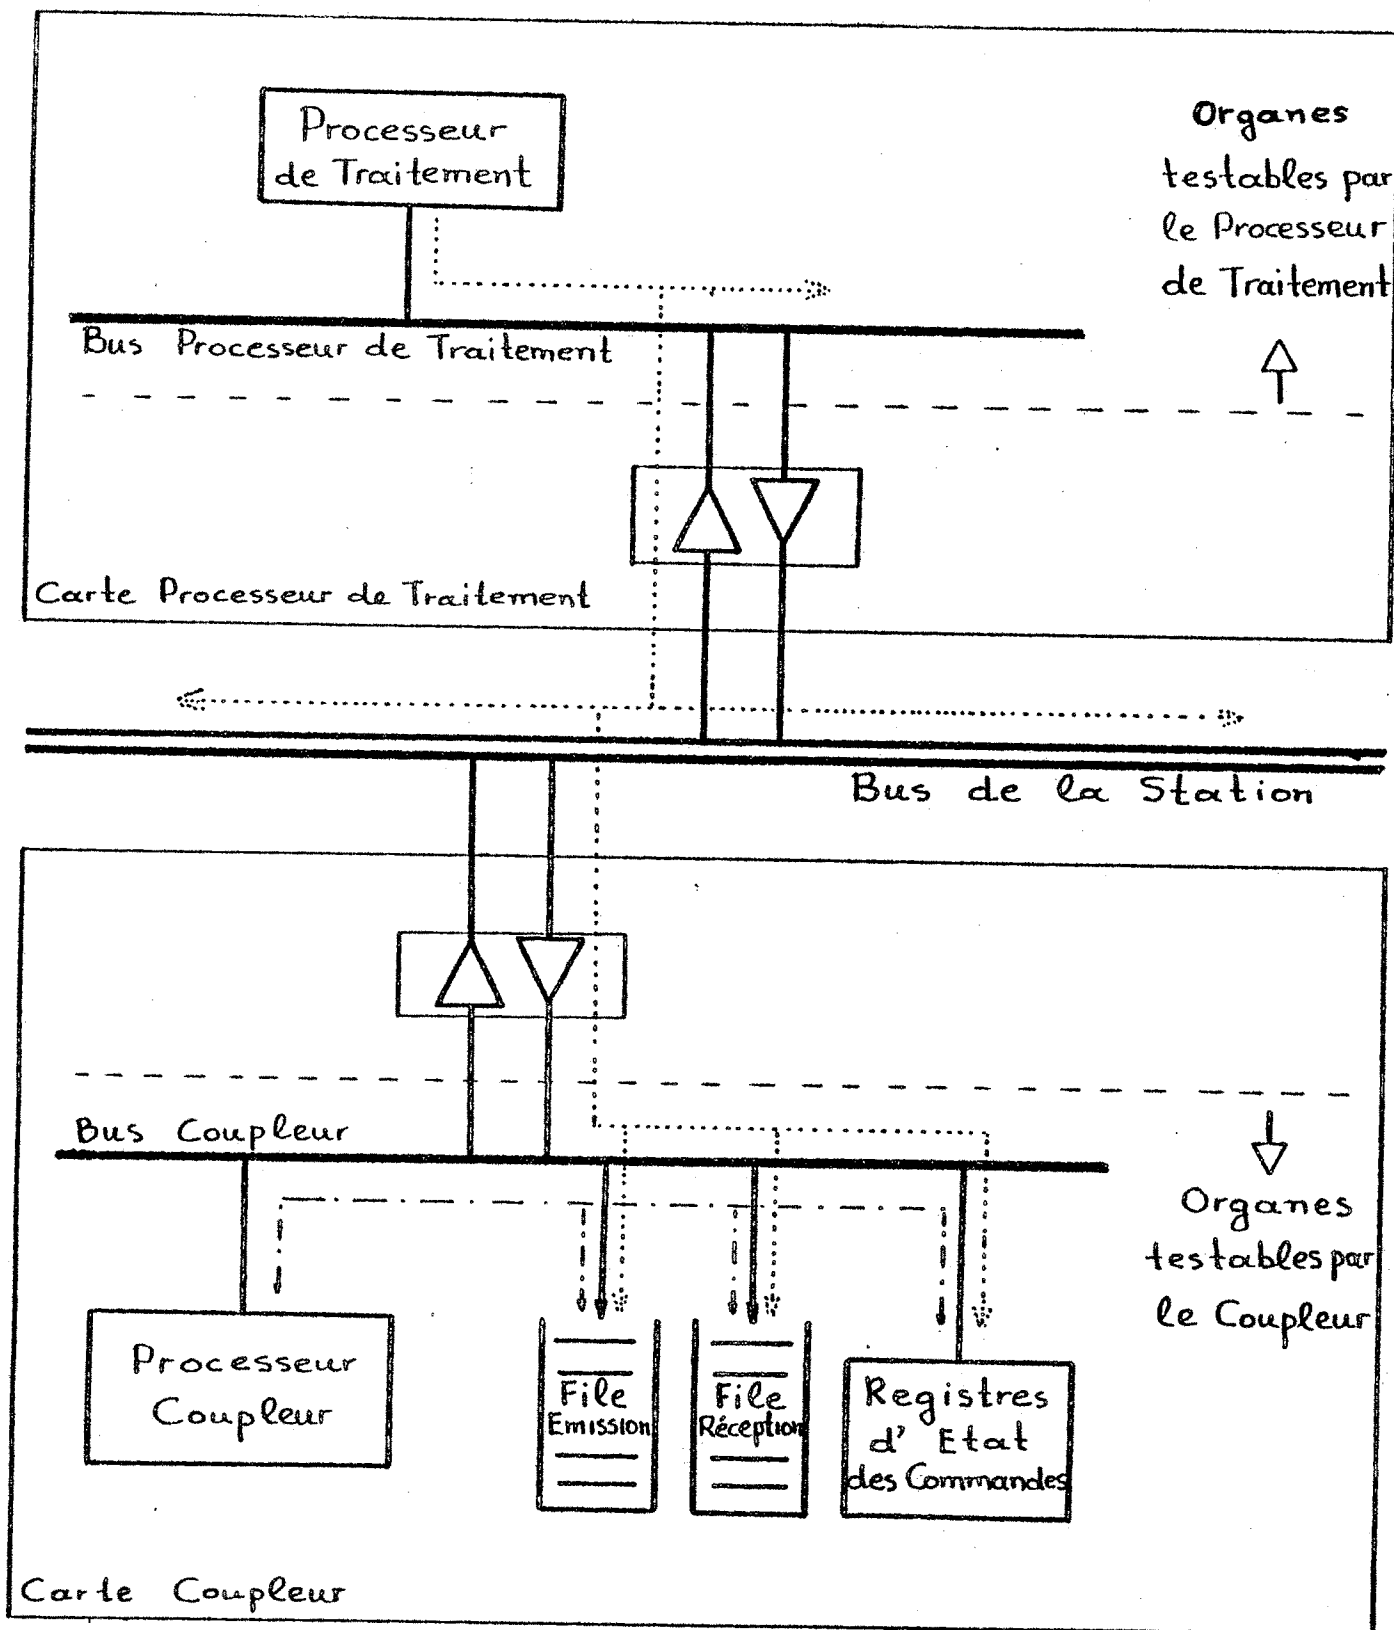 Processeur
de Traitement
Organes
testables par
le Processeur
de Traitement
Bus Processeur de Traitement
Carte Processeur de Traitement
Bus de la Station
Bus Coupleur
Organes
testables par
le Coupleur
Processeur
Coupleur
File
Emission
File
Réception
Registres
d' Etat
des Commandes
Carte Coupleur